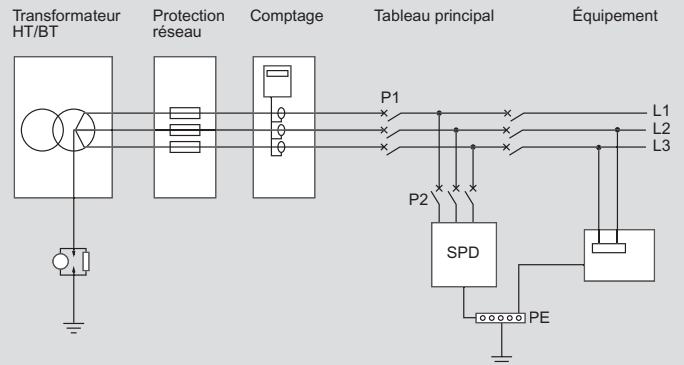 Transformateur
HT/BT
Protection
réseau
Comptage
Tableau principal
Équipement
P1
L1
L2
L3
P2
SPD
PE